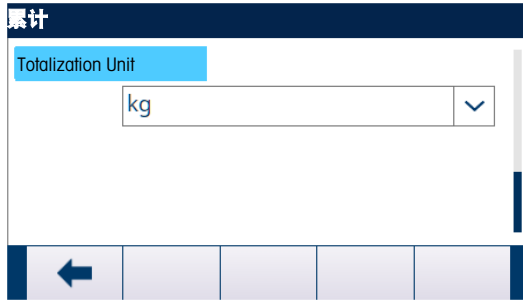 累计
Totalization Unit
kg